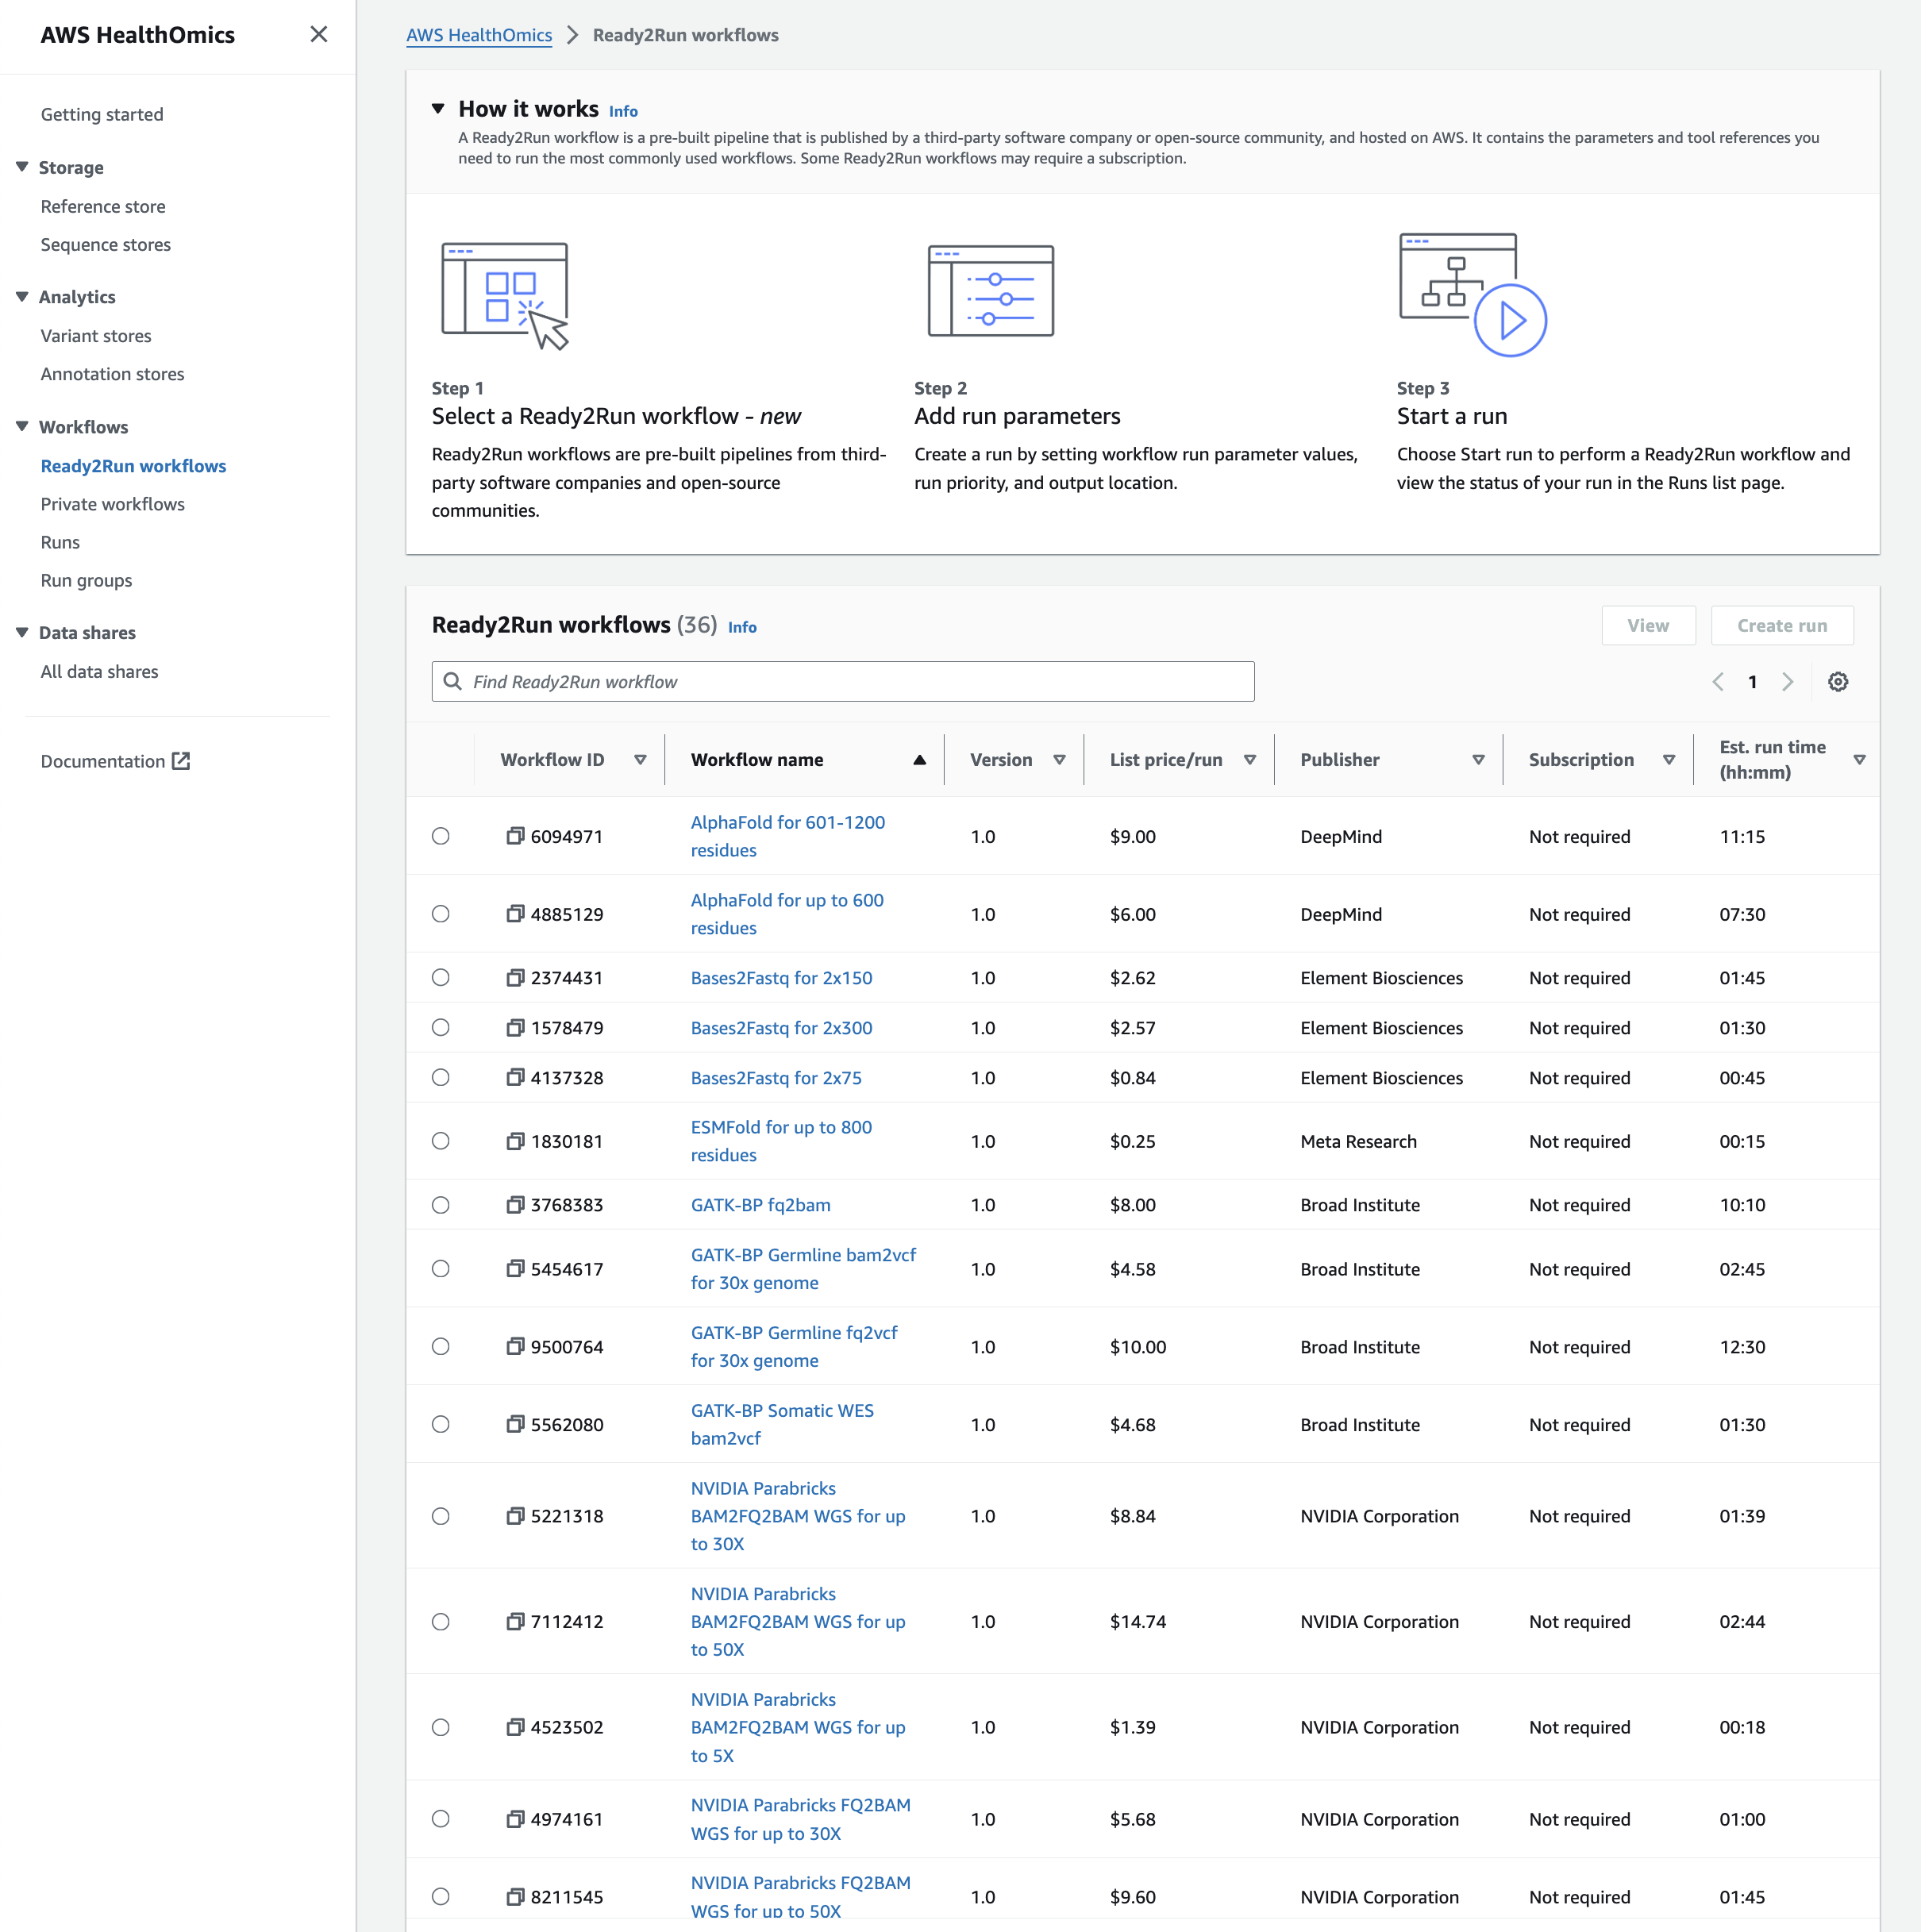 AWS HealthOmics
Getting started
Storage
Reference store
Sequence stores
Analytics
Variant stores
Annotation stores
Workflows
Ready2Run workflows
Private workflows
Runs
Run groups
Data shares
All data shares
Documentation
AWS HealthOmics Ready2Run workflows
How it works Info
A Ready2Run workflow is a pre-built pipeline that is published by a third-party software company or open-source community, and hosted on AWS. It contains the parameters and tool references you
need to run the most commonly used workflows. Some Ready2Run workflows may require a subscription.
Step 1
Select a Ready2Run workflow - new
Ready2Run workflows are pre-built pipelines from third-
party software companies and open-source
communities.
Step 2
Add run parameters
Create a run by setting workflow run parameter values,
run priority, and output location.
Step 3
Start a run
Choose Start run to perform a Ready2Run workflow and
view the status of your run in the Runs list page.
Ready2Run workflows (36) Info
View Create run
Find Ready2Run workflow
1
Workflow ID Workflow name Version List price/run Publisher Subscription Est. run time
(hh:mm)
6094971 AlphaFold for 601-1200 1.0 $9.00 DeepMind Not required 11:15
residues
4885129 AlphaFold for up to 600 1.0 $6.00 DeepMind Not required 07:30
residues
2374431 Bases2Fastq for 2x150 1.0 $2.62 Element Biosciences Not required 01:45
1578479 Bases2Fastq for 2x300 1.0 $2.57 Element Biosciences Not required 01:30
4137328 Bases2Fastq for 2x75 1.0 $0.84 Element Biosciences Not required 00:45
1830181 ESMFold for up to 800 1.0 $0.25 Meta Research Not required 00:15
residues
3768383 GATK-BP fq2bam 1.0 $8.00 Broad Institute Not required 10:10
5454617 GATK-BP Germline bam2vcf 1.0 $4.58 Broad Institute Not required 02:45
for 30x genome
9500764 GATK-BP Germline fq2vcf 1.0 $10.00 Broad Institute Not required 12:30
for 30x genome
5562080 GATK-BP Somatic WES 1.0 $4.68 Broad Institute Not required 01:30
bam2vcf
NVIDIA Parabricks
5221318 BAM2FQ2BAM WGS for up 1.0 $8.84 NVIDIA Corporation Not required 01:39
to 30X
NVIDIA Parabricks
7112412 BAM2FQ2BAM WGS for up 1.0 $14.74 NVIDIA Corporation Not required 02:44
to 50X
NVIDIA Parabricks
4523502 BAM2FQ2BAM WGS for up 1.0 $1.39 NVIDIA Corporation Not required 00:18
to 5X
4974161 NVIDIA Parabricks FQ2BAM 1.0 $5.68 NVIDIA Corporation Not required 01:00
WGS for up to 30X
8211545 NVIDIA Parabricks FQ2BAM 1.0 $9.60 NVIDIA Corporation Not required 01:45
WGS for up to 50X